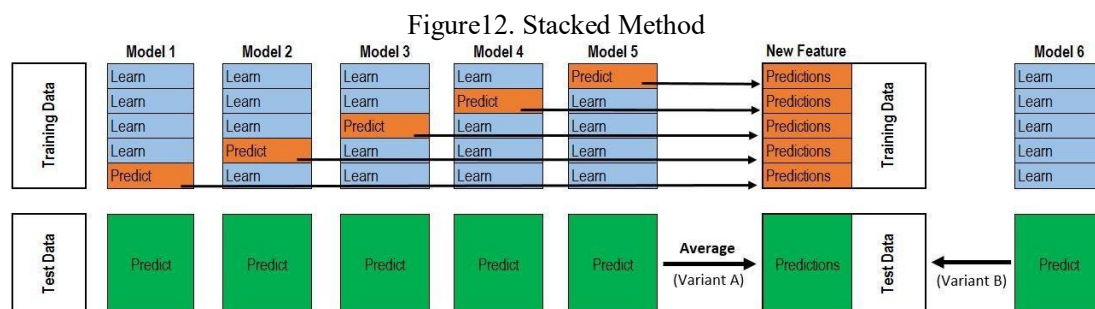 Figure12. Stacked Method
Model 1 Model 2 Model 3 Model 4 Model 5 New Feature Model 6
Training Data Learn Learn Learn Learn Predict Predictions Training Data Learn
Learn Learn Learn Predict Learn Predictions Learn
Learn Learn Predict Learn Learn Predictions Learn
Learn Predict Learn Learn Learn Predictions Learn
Predict Learn Learn Learn Learn Predictions Learn
Test Data Predict Predict Predict Predict Predict Average Predictions Test Data Predict
(Variant A) (Variant B)